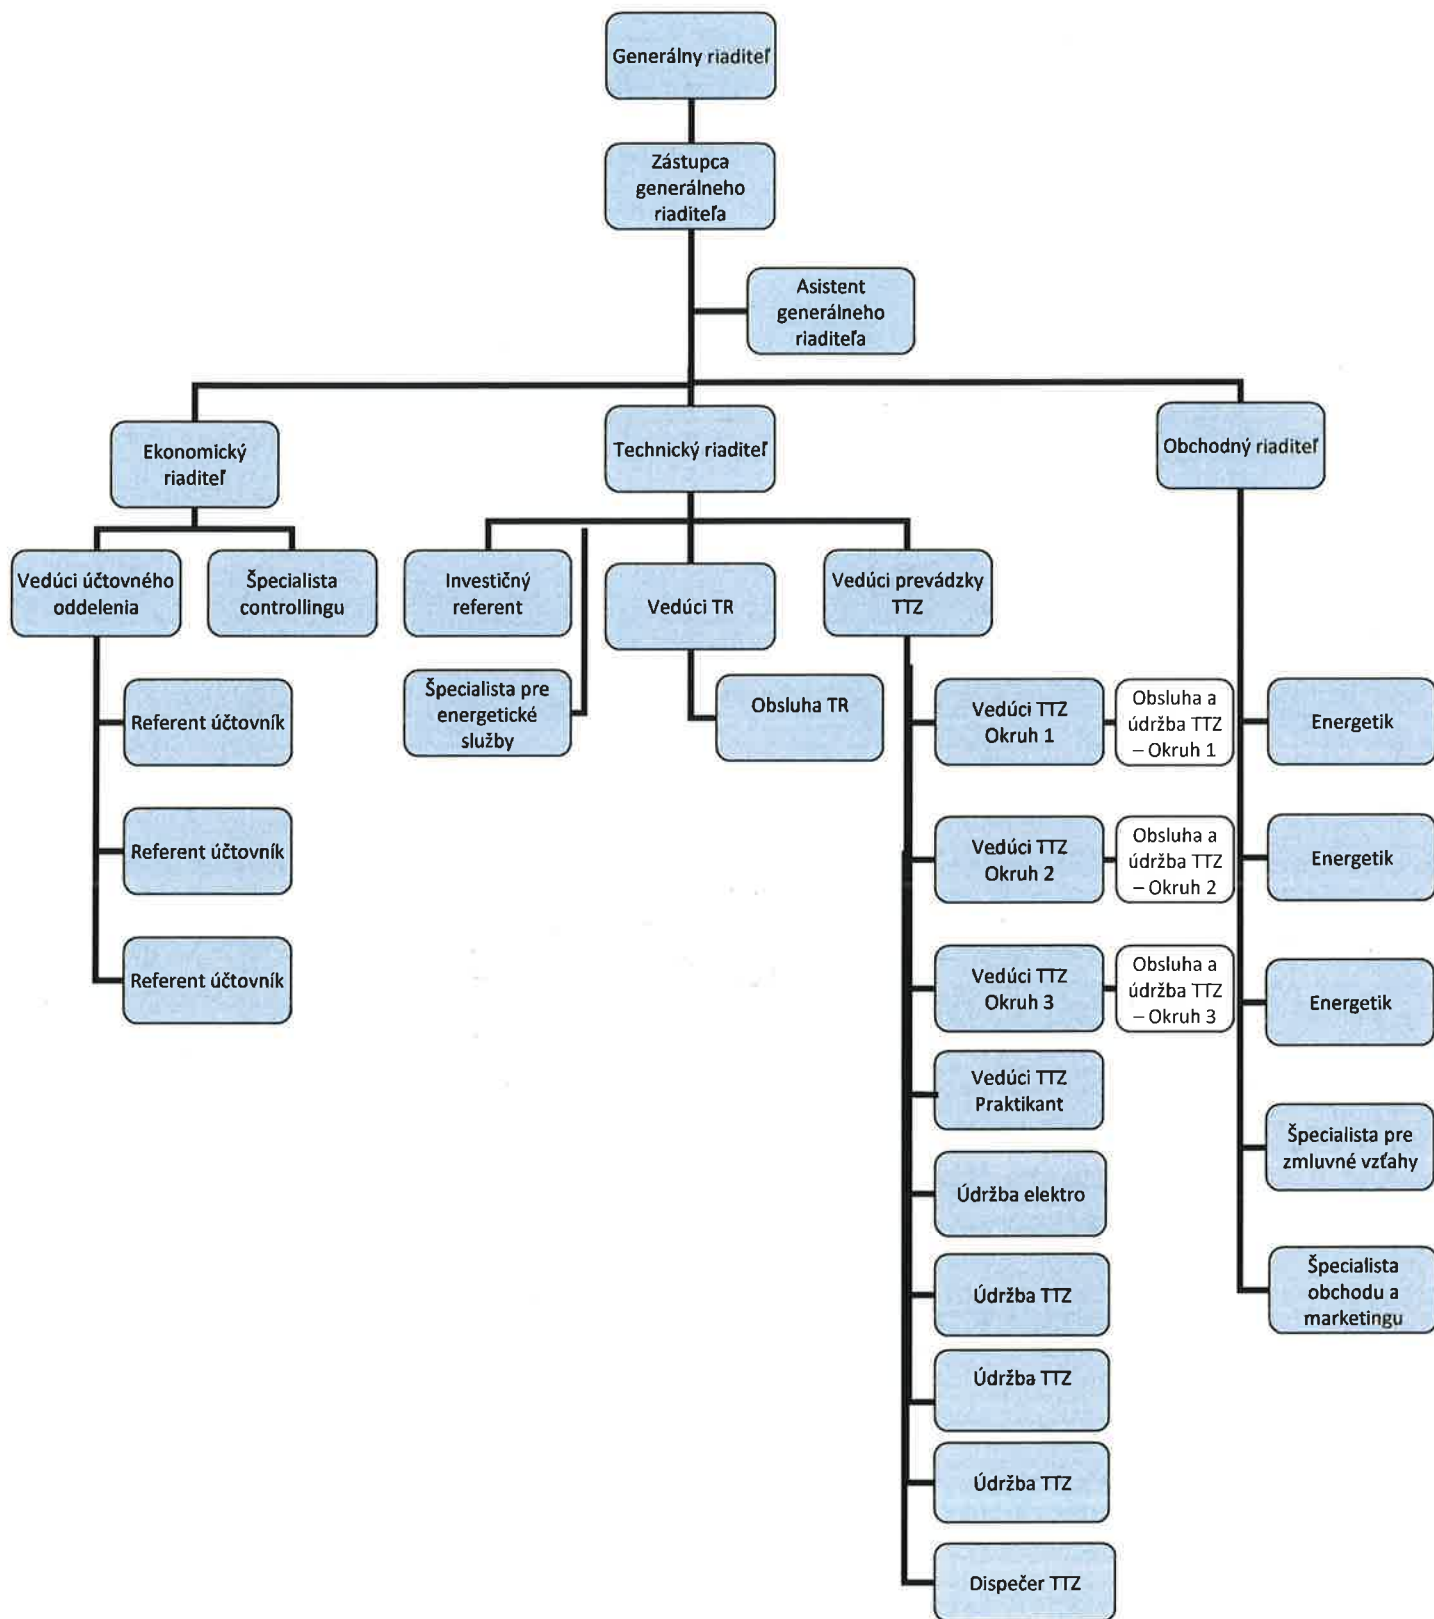 Generálny riaditeľ
Zástupca
generálneho
riaditeľa
Asistent
generálneho
riaditeľa
Ekonomický
riaditeľ
Technický riaditeľ
Obchodný riaditeľ
Vedúci účtovného
oddelenia
Špecialista
controllingu
Investičný
referent
Vedúci TR
Vedúci prevádzky
TTZ
Referent účtovník
Špecialista pre
energetické
služby
Obsluha TR
Vedúci TTZ
Okruh 1
Obsluha a
údržba TTZ
– Okruh 1
Energetik
Referent účtovník
Vedúci TTZ
Okruh 2
Obsluha a
údržba TTZ
– Okruh 2
Energetik
Referent účtovník
Vedúci TTZ
Okruh 3
Obsluha a
údržba TTZ
– Okruh 3
Energetik
Vedúci TTZ
Praktikant
Špecialista pre
zmluvné vzťahy
Údržba elektro
Údržba TTZ
Špecialista
obchodu a
marketingu
Údržba TTZ
Údržba TTZ
Dispečer TTZ